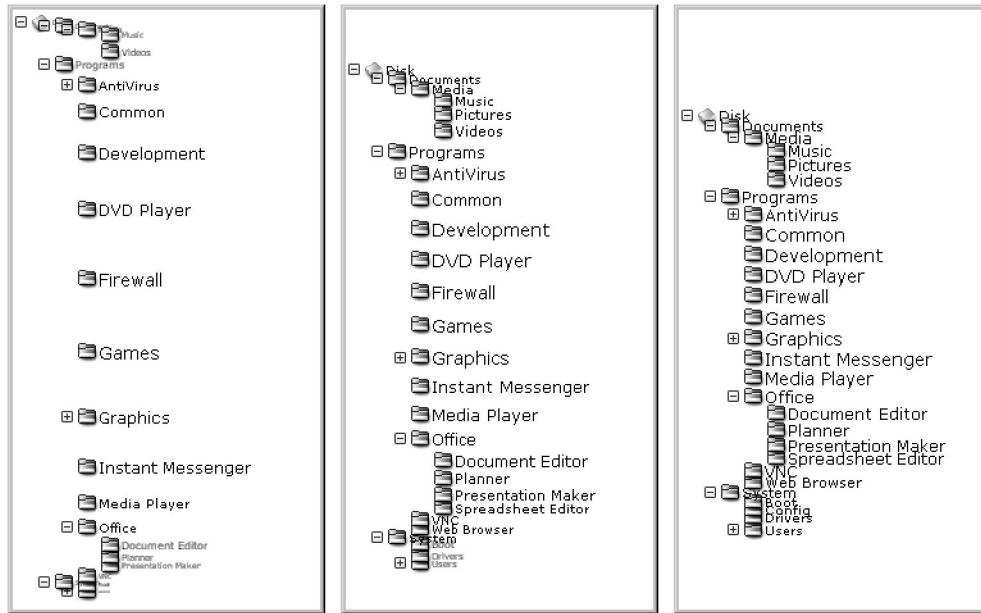 Music
Videos
Programs
AntiVirus
Common
Development
DVD Player
Firewall
Games
Graphics
Instant Messenger
Media Player
Office
Document Editor
Planner
Presentation Maker
VNC
Disk
Documents
Media
Music
Pictures
Videos
Programs
AntiVirus
Common
Development
DVD Player
Firewall
Games
Graphics
Instant Messenger
Media Player
Office
Document Editor
Planner
Presentation Maker
Spreadsheet Editor
VNC
Web Browser
System
Boot
Drivers
Users
Disk
Documents
Media
Music
Pictures
Videos
Programs
AntiVirus
Common
Development
DVD Player
Firewall
Games
Graphics
Instant Messenger
Media Player
Office
Document Editor
Planner
Presentation Maker
Spreadsheet Editor
VNC
Web Browser
System
Boot
Config
Drivers
Users